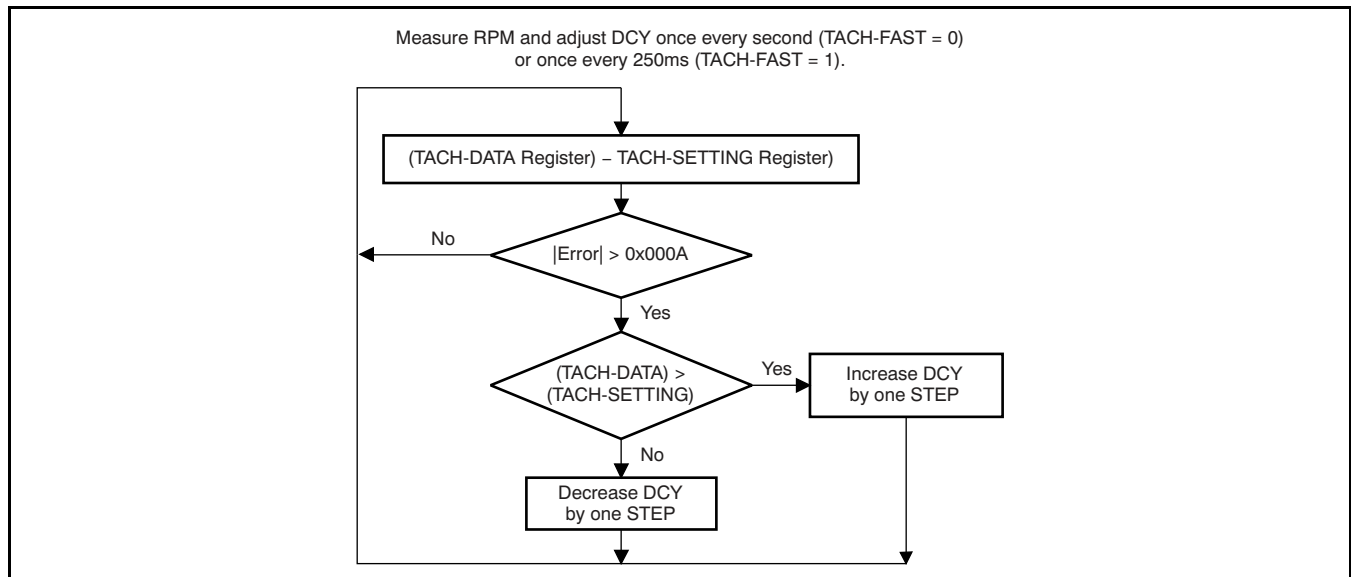 Measure RPM and adjust DCY once every second (TACH-FAST = 0)
or once every 250ms (TACH-FAST = 1).
(TACH-DATA Register) – TACH-SETTING Register)
No
|Error| > 0x000A
Yes
(TACH-DATA) >
(TACH-SETTING)
Yes
Increase DCY
by one STEP
No
Decrease DCY
by one STEP